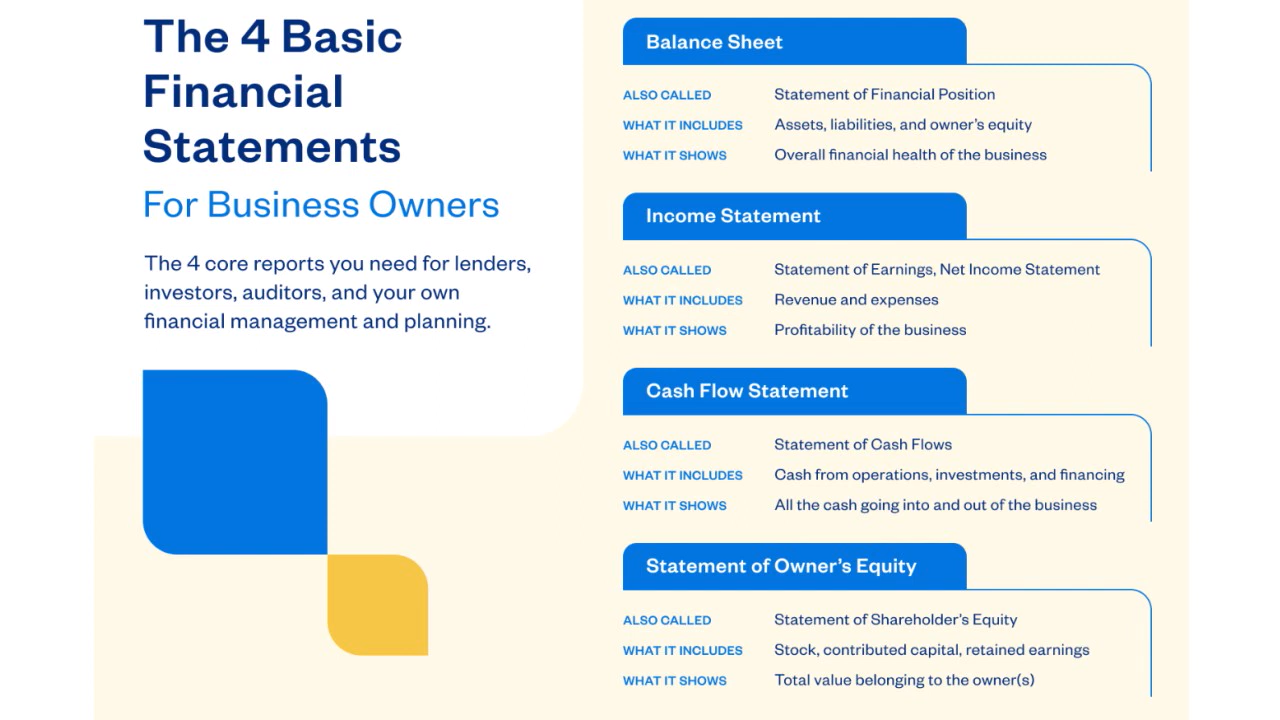 The 4 Basic
Financial
Statements
For Business Owners
The 4 core reports you need for lenders,
investors, auditors, and your own
financial management and planning.
Balance Sheet
ALSO CALLED Statement of Financial Position
WHAT IT INCLUDES Assets, liabilities, and owner’s equity
WHAT IT SHOWS Overall financial health of the business
Income Statement
ALSO CALLED Statement of Earnings, Net Income Statement
WHAT IT INCLUDES Revenue and expenses
WHAT IT SHOWS Profitability of the business
Cash Flow Statement
ALSO CALLED Statement of Cash Flows
WHAT IT INCLUDES Cash from operations, investments, and financing
WHAT IT SHOWS All the cash going into and out of the business
Statement of Owner’s Equity
ALSO CALLED Statement of Shareholder’s Equity
WHAT IT INCLUDES Stock, contributed capital, retained earnings
WHAT IT SHOWS Total value belonging to the owner(s)